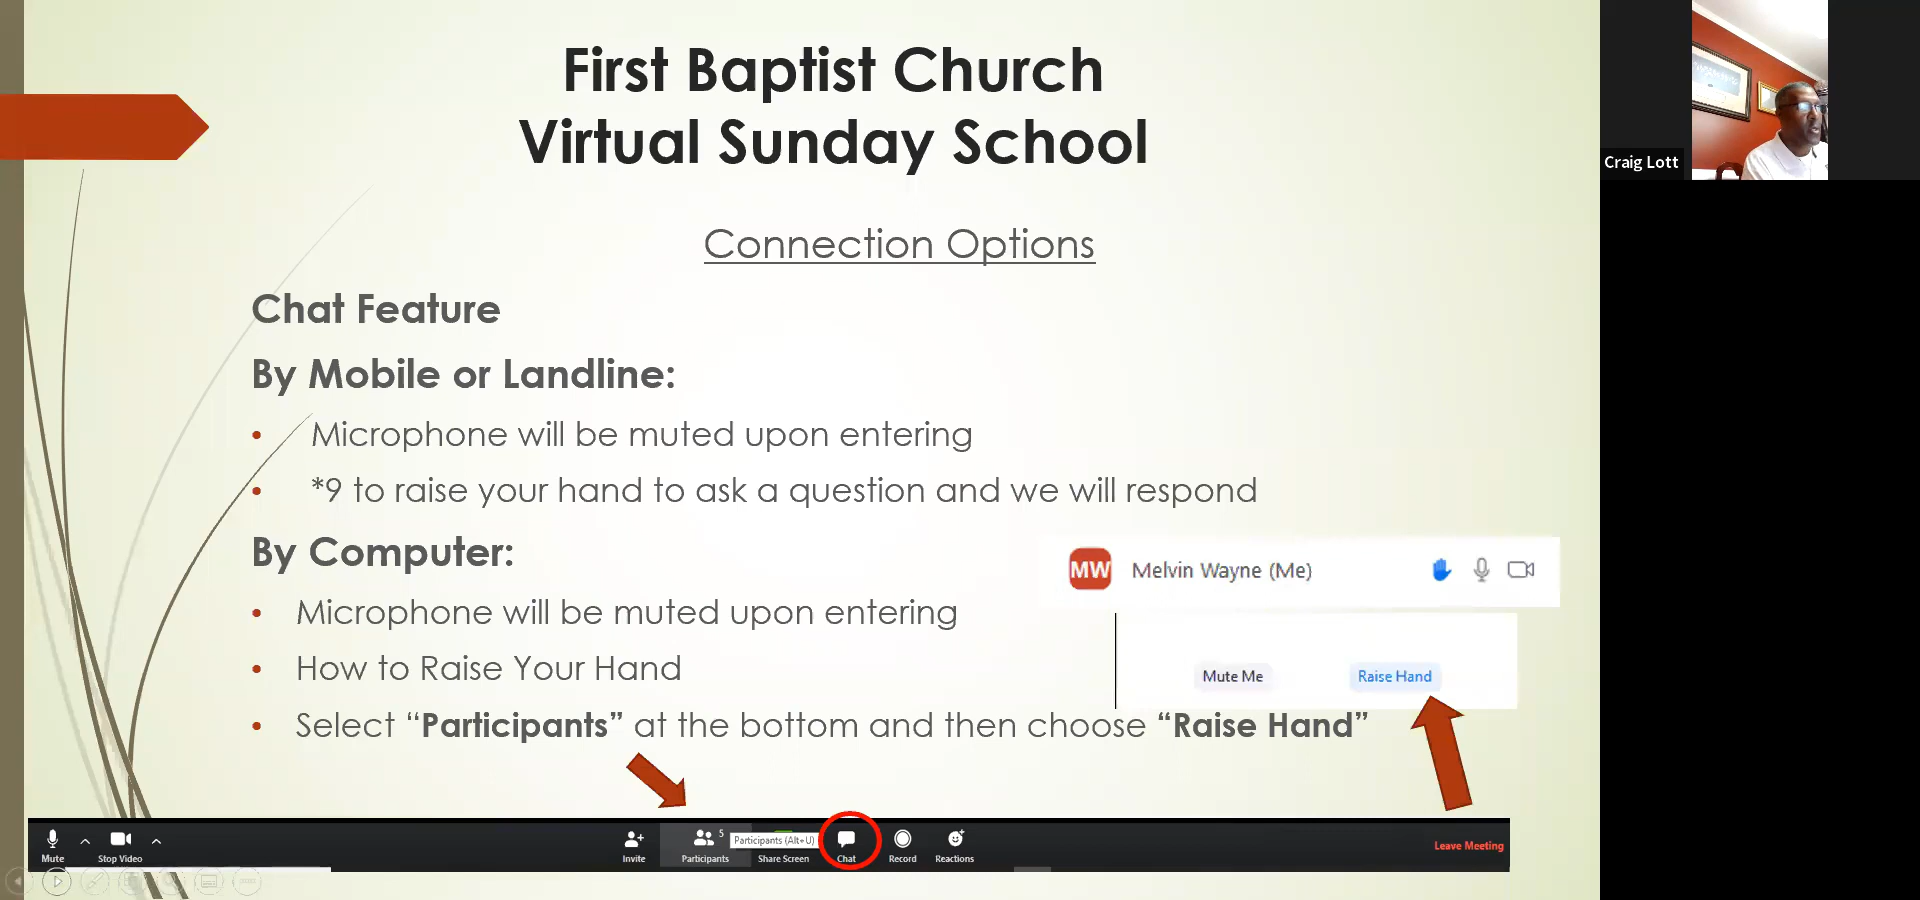 First Baptist Church
Virtual Sunday School
Craig Lott
Connection Options
Chat Feature
By Mobile or Landline:
• Microphone will be muted upon entering
• *9 to raise your hand to ask a question and we will respond
By Computer:
MW Melvin Wayne (Me)
• Microphone will be muted upon entering
• How to Raise Your Hand
Mute Me Raise Hand
• Select “Participants” at the bottom and then choose “Raise Hand”
5 Participants (Alt+U)
Mute Stop Video Invite Participants Share Screen Chat Record Reactions Leave Meeting